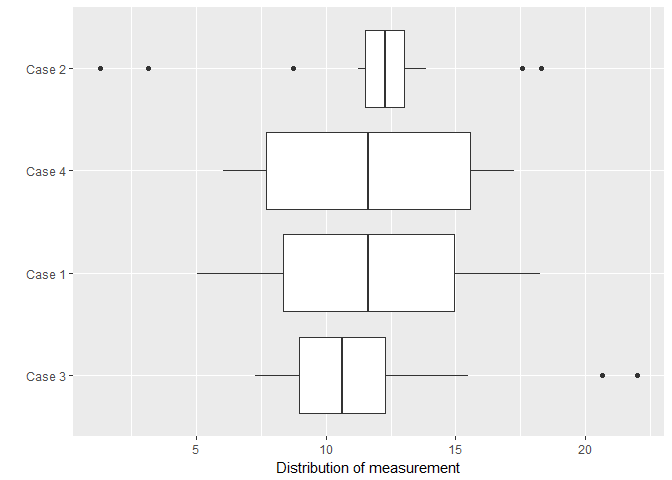 Case 2
Case 4
Case 1
Case 3
5 10 15 20
Distribution of measurement